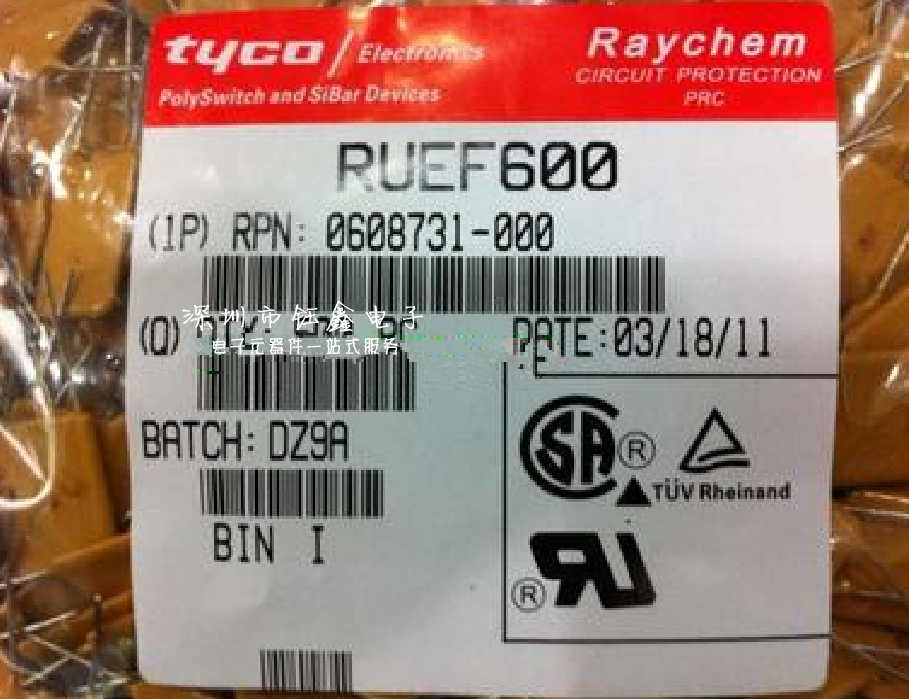 tyco / Electronics
Raychem
CIRCUIT PROTECTION
PRC
PolySwitch and SiBar Devices
RUEF600
(1P) RPN: 0608731-000
深圳市钰鑫电子
(Q)
电子元器件一站式服务
DATE:03/18/11
BATCH: DZ9A
BIN I
SA ®
TÜV Rheinand
RU ®